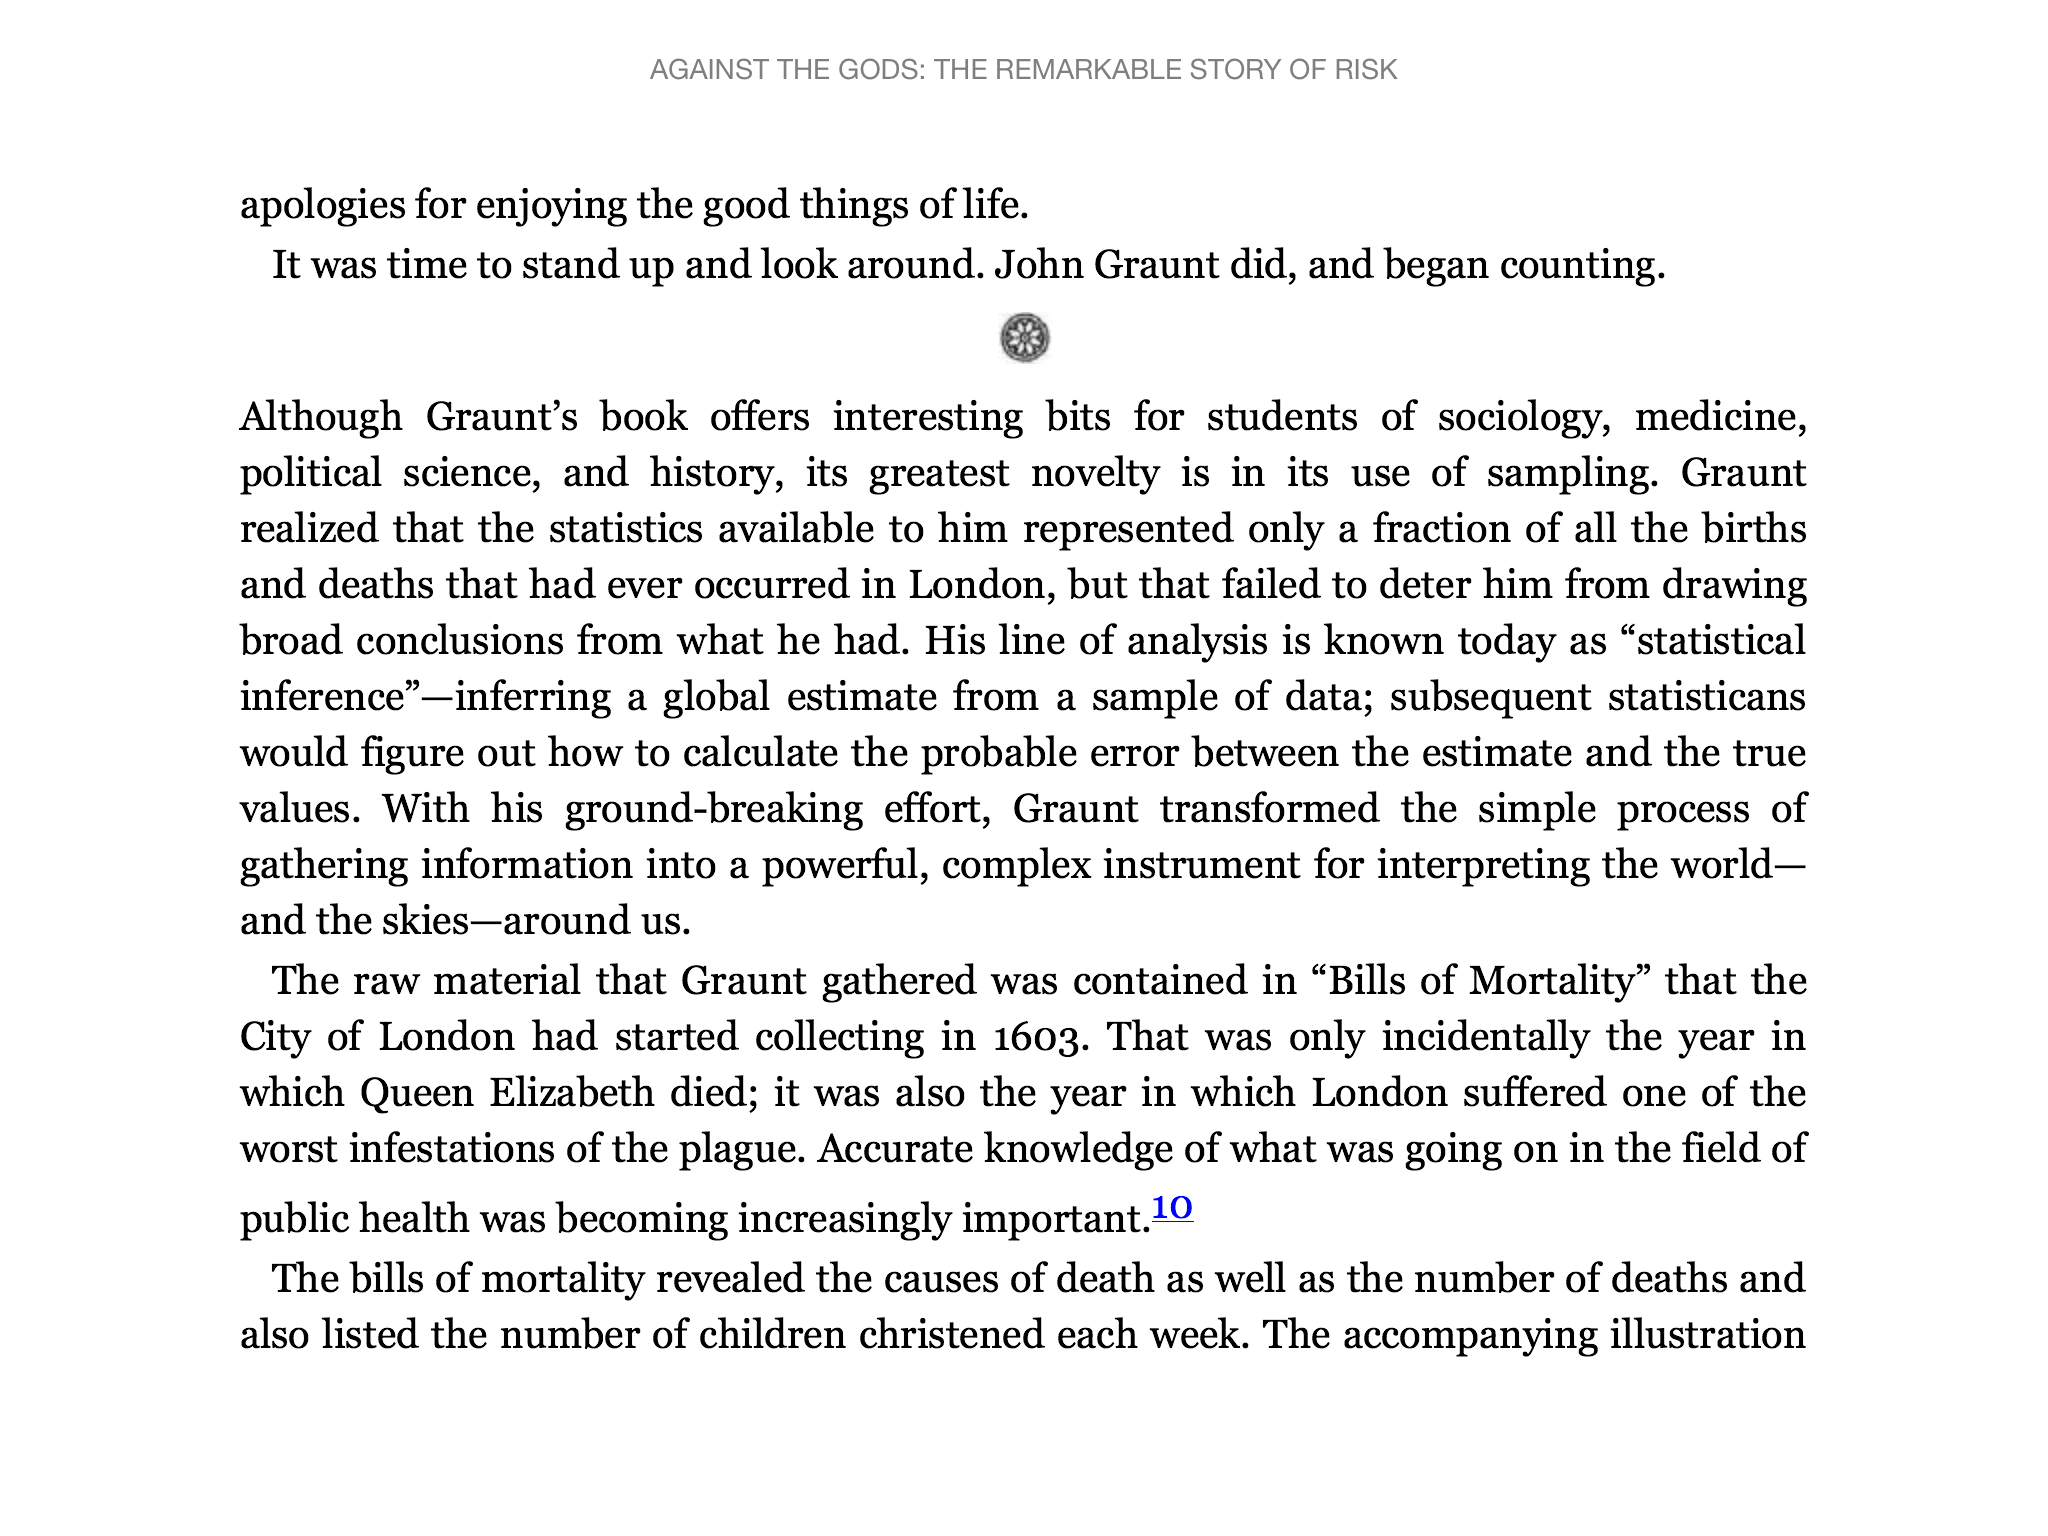 AGAINST THE GODS: THE REMARKABLE STORY OF RISK
apologies for enjoying the good things of life.
It was time to stand up and look around. John Graunt did, and began counting.
Although Graunt’s book offers interesting bits for students of sociology, medicine,
political science, and history, its greatest novelty is in its use of sampling. Graunt
realized that the statistics available to him represented only a fraction of all the births
and deaths that had ever occurred in London, but that failed to deter him from drawing
broad conclusions from what he had. His line of analysis is known today as “statistical
inference”—inferring a global estimate from a sample of data; subsequent statisticans
would figure out how to calculate the probable error between the estimate and the true
values. With his ground-breaking effort, Graunt transformed the simple process of
gathering information into a powerful, complex instrument for interpreting the world—
and the skies—around us.
The raw material that Graunt gathered was contained in “Bills of Mortality” that the
City of London had started collecting in 1603. That was only incidentally the year in
which Queen Elizabeth died; it was also the year in which London suffered one of the
worst infestations of the plague. Accurate knowledge of what was going on in the field of
public health was becoming increasingly important.10
The bills of mortality revealed the causes of death as well as the number of deaths and
also listed the number of children christened each week. The accompanying illustration